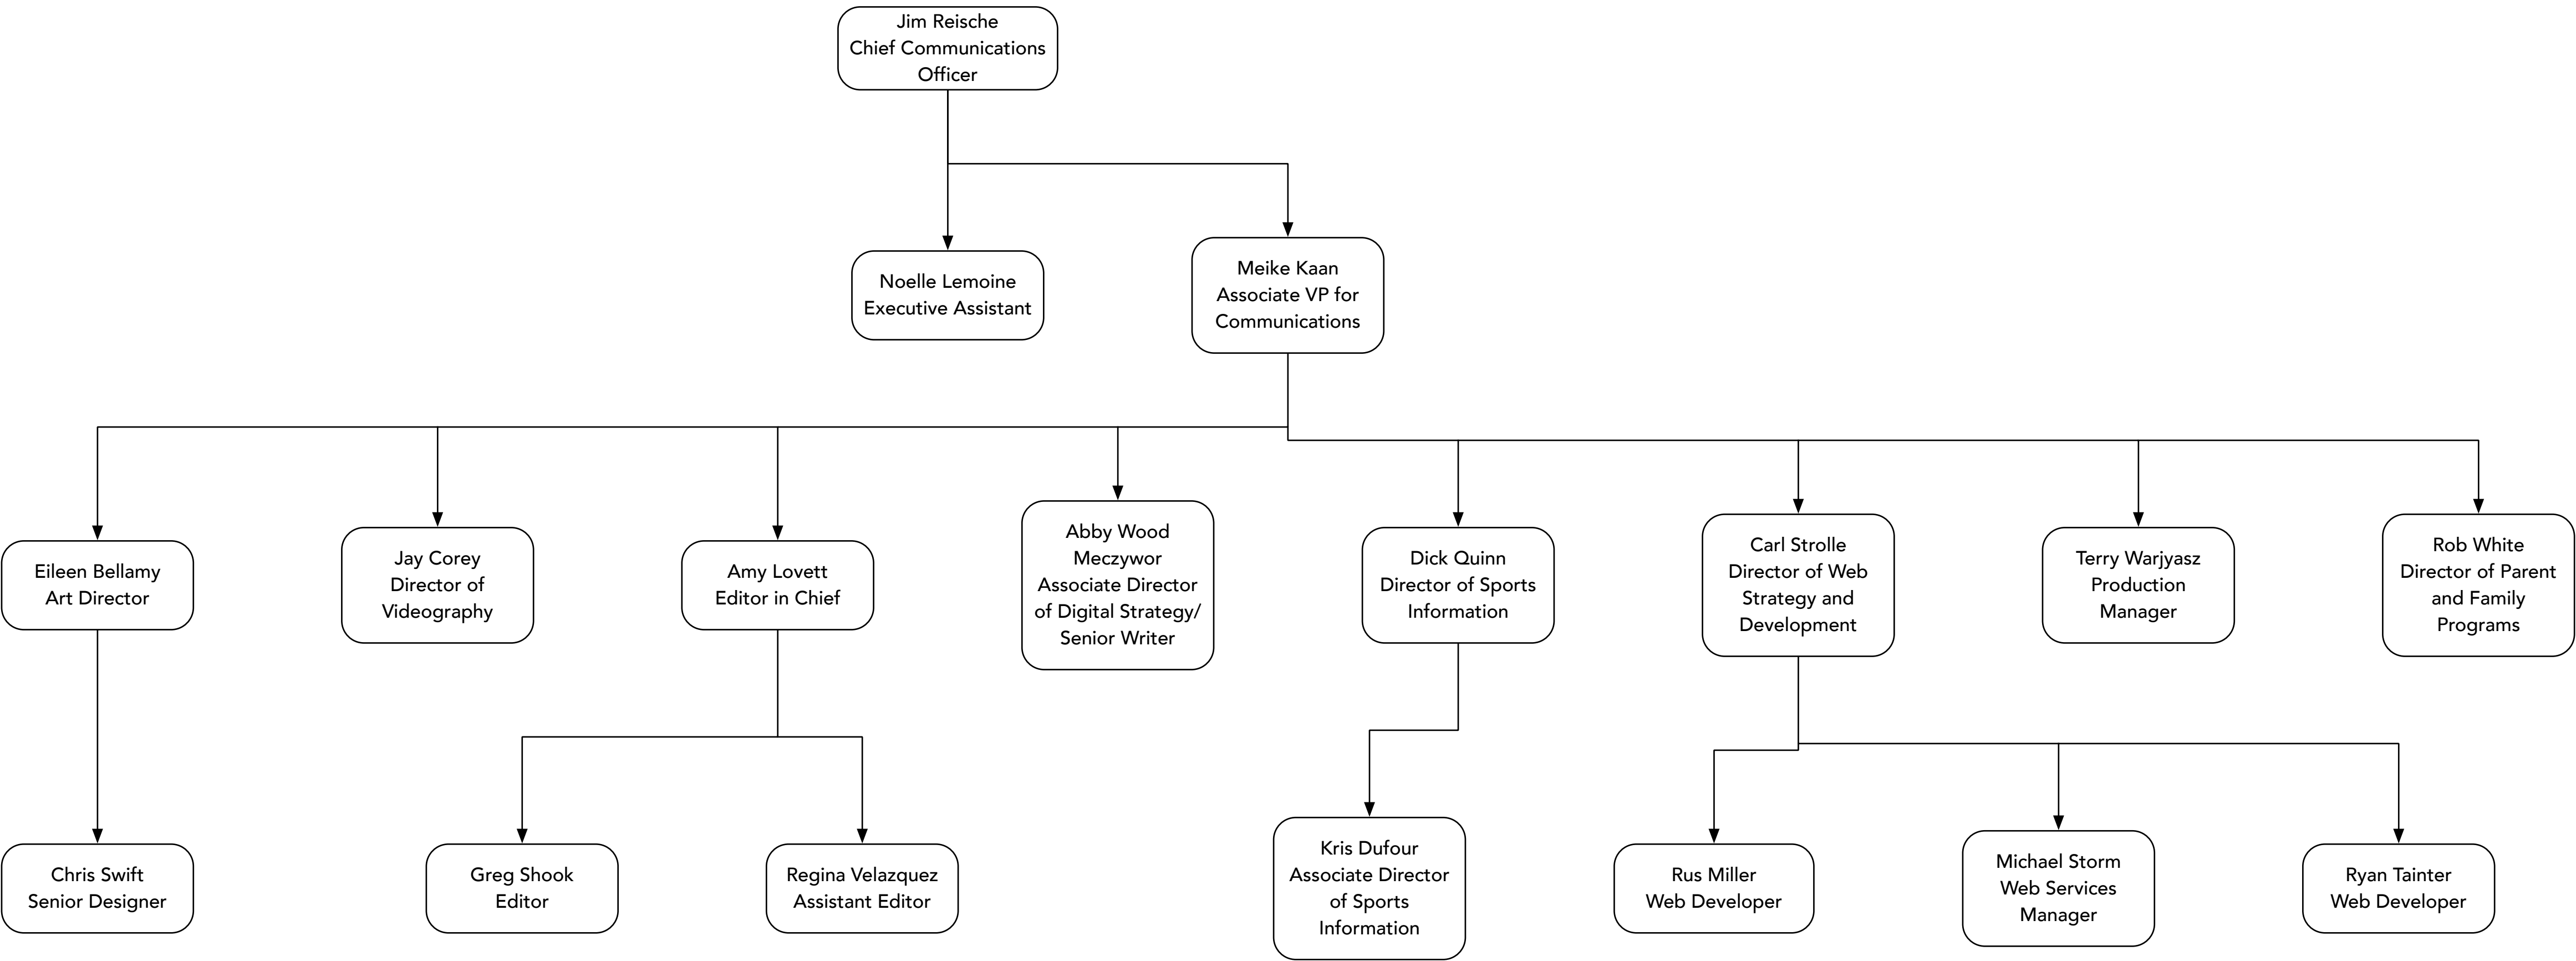 Jim Reische
Chief Communications
Officer
Noelle Lemoine
Executive Assistant
Meike Kaan
Associate VP for
Communications
Eileen Bellamy
Art Director
Jay Corey
Director of
Videography
Amy Lovett
Editor in Chief
Abby Wood
Meczywor
Associate Director
of Digital Strategy/
Senior Writer
Dick Quinn
Director of Sports
Information
Carl Strolle
Director of Web
Strategy and
Development
Terry Warjyasz
Production
Manager
Rob White
Director of Parent
and Family
Programs
Chris Swift
Senior Designer
Greg Shook
Editor
Regina Velazquez
Assistant Editor
Kris Dufour
Associate Director
of Sports
Information
Rus Miller
Web Developer
Michael Storm
Web Services
Manager
Ryan Tainter
Web Developer